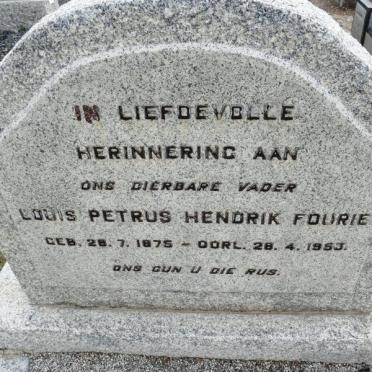 IN LIEFDEVOLLE
HERINNERING AAN
ONS DIERBARE VADER
LOUIS PETRUS HENDRIK FOURIE
GEB. 28. 7. 1875 - OORL. 28. 4. 1953.
ONS GUN U DIE RUS.